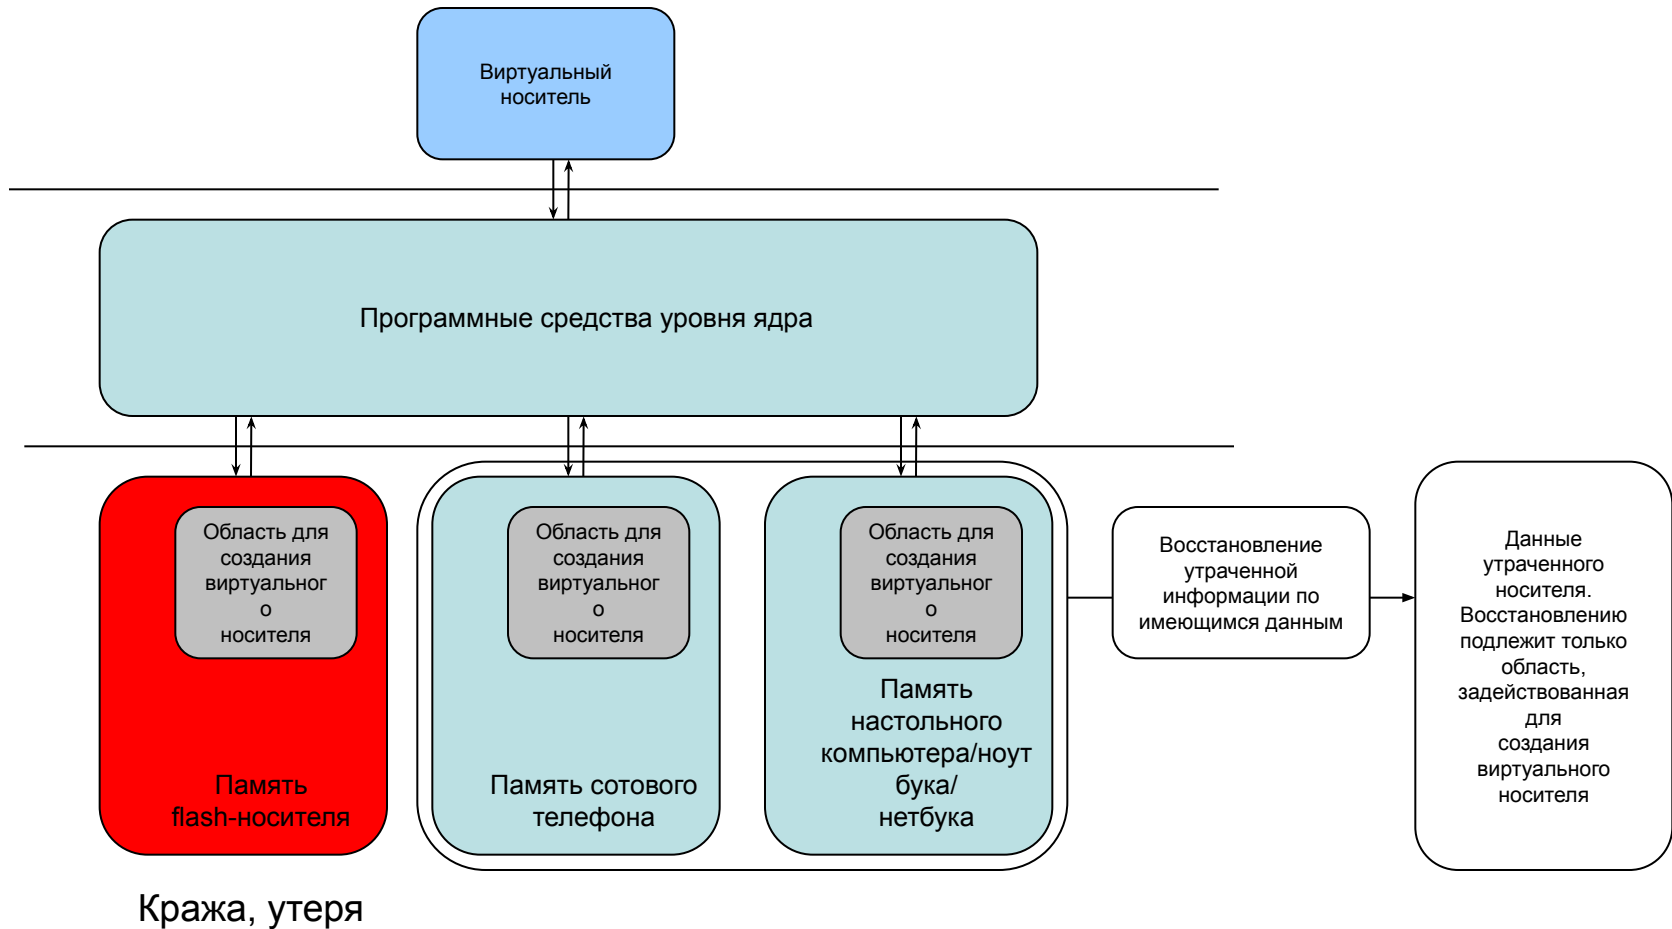 Виртуальный
носитель
Программные средства уровня ядра
Область для
создания
виртуальног
о
носителя
Память
flash-носителя
Область для
создания
виртуальног
о
носителя
Память сотового
телефона
Область для
создания
виртуальног
о
носителя
Память
настольного
компьютера/ноут
бука/
нетбука
Восстановление
утраченной
информации по
имеющимся данным
Данные
утраченного
носителя.
Восстановлению
подлежит только
область,
задействованная
для
создания
виртуального
носителя
Кража, утеря